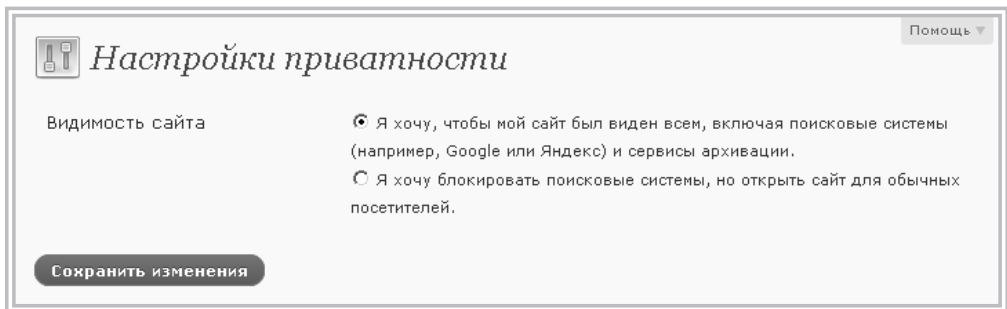 Помощь
Настройки приватности
Видимость сайта
Я хочу, чтобы мой сайт был виден всем, включая поисковые системы
(например, Google или Яндекс) и сервисы архивации.
Я хочу блокировать поисковые системы, но открыть сайт для обычных
посетителей.
Сохранить изменения